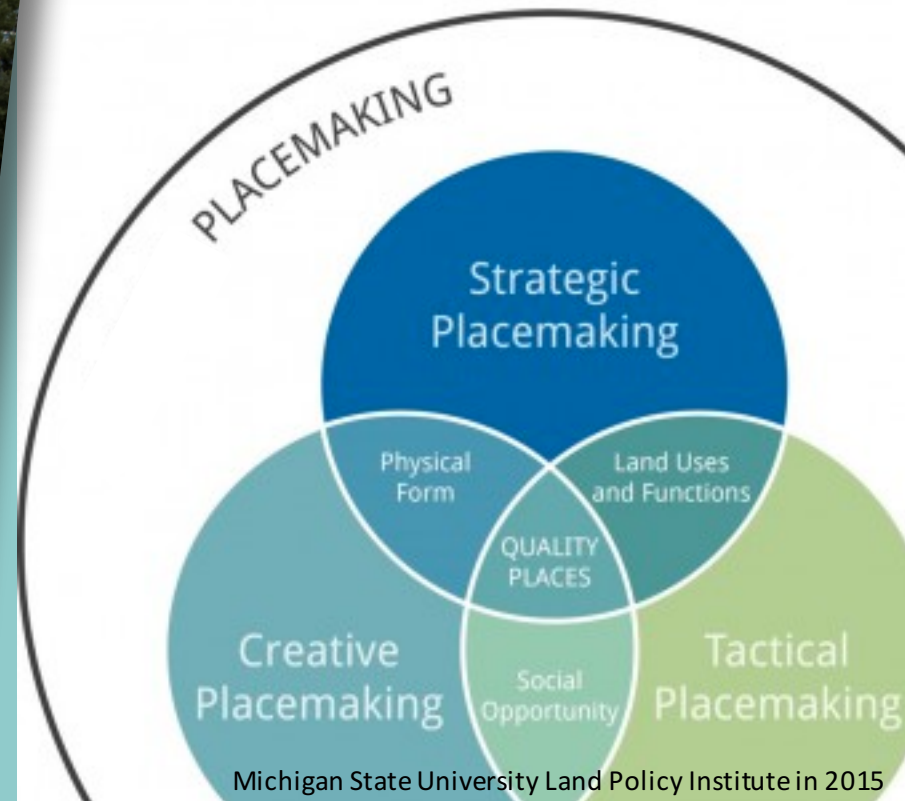 PLACEMAKING
Strategic
Placemaking
Physical
Form
Land Uses
and Functions
QUALITY
PLACES
Creative
Placemaking
Social
Opportunity
Tactical
Placemaking
Michigan State University Land Policy Institute in 2015